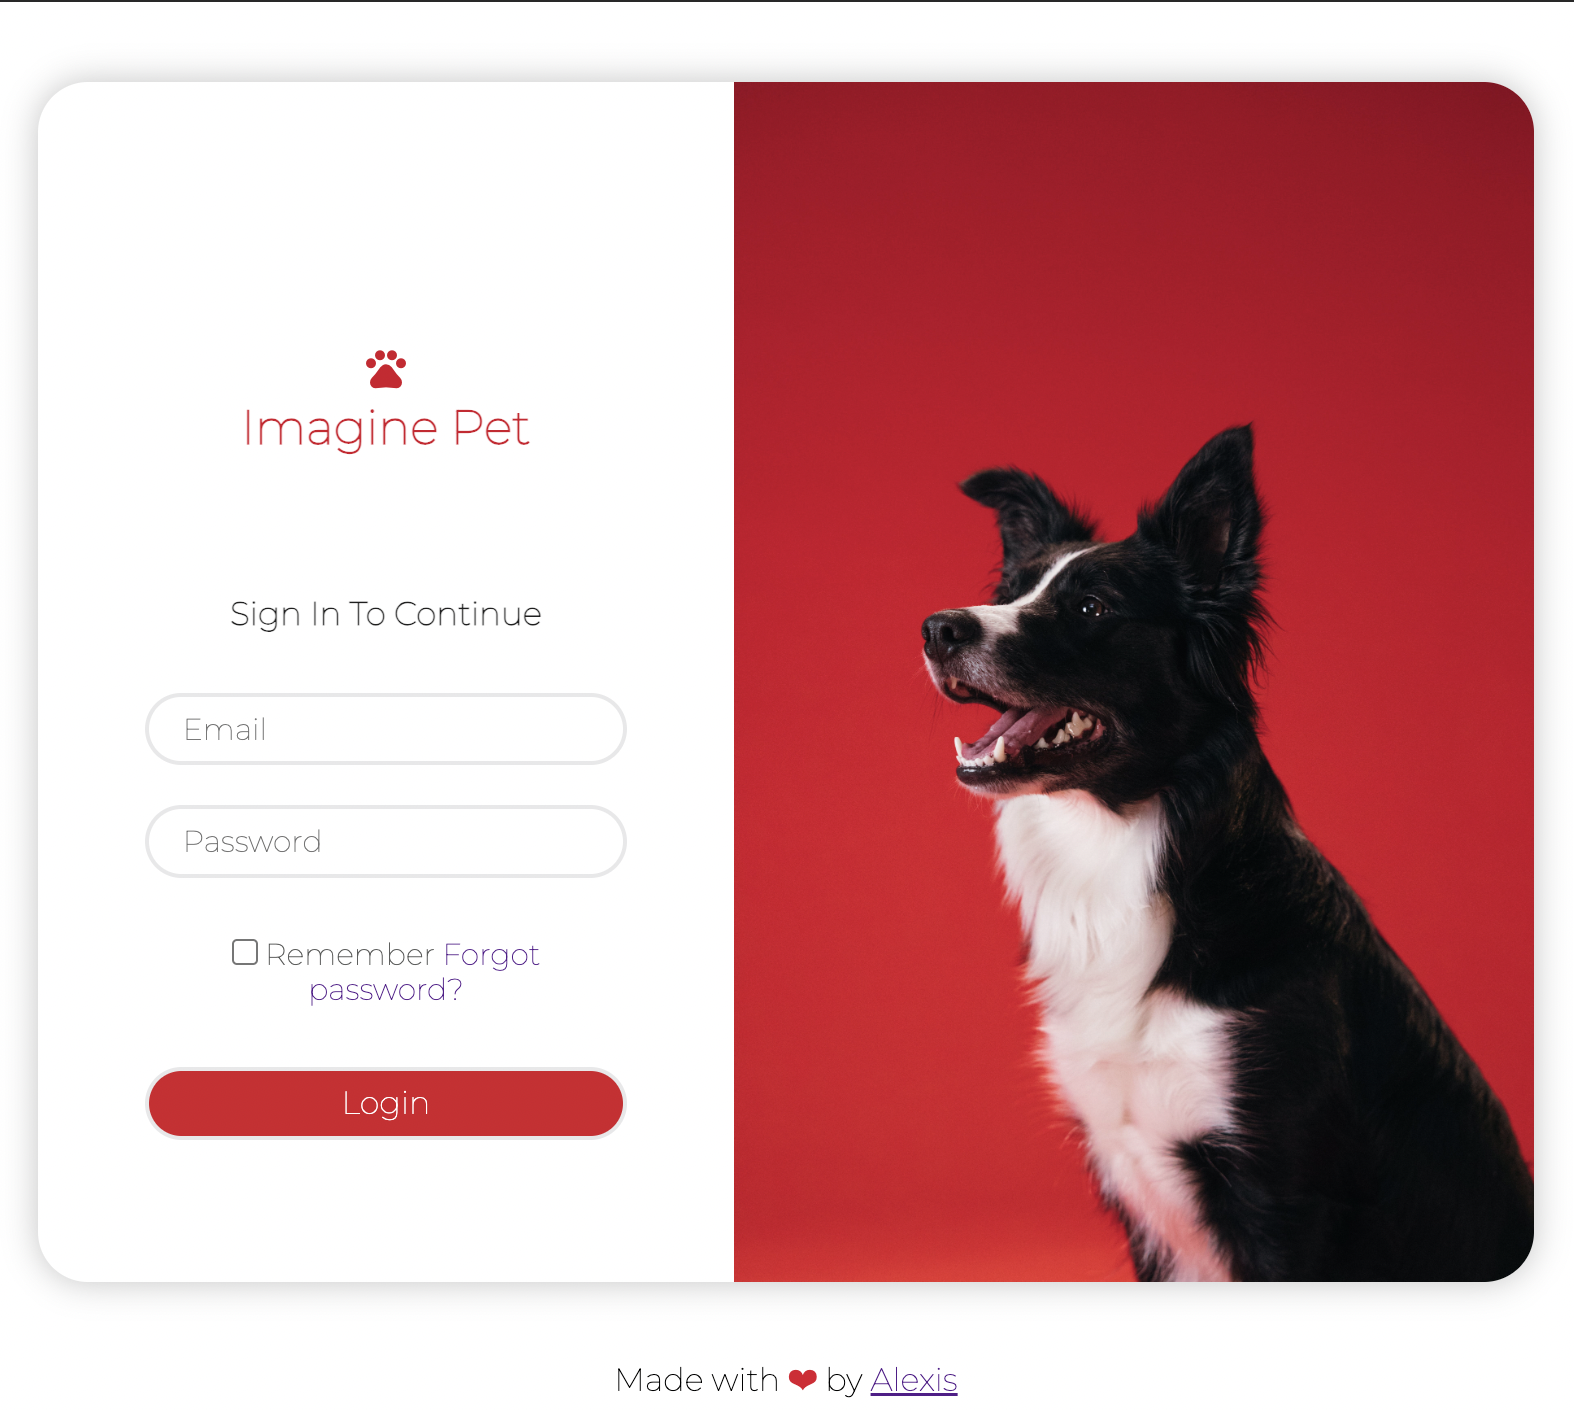 Imagine Pet
Sign In To Continue
Email
Password
Remember Forgot
password?
Login
Made with ❤ by Alexis